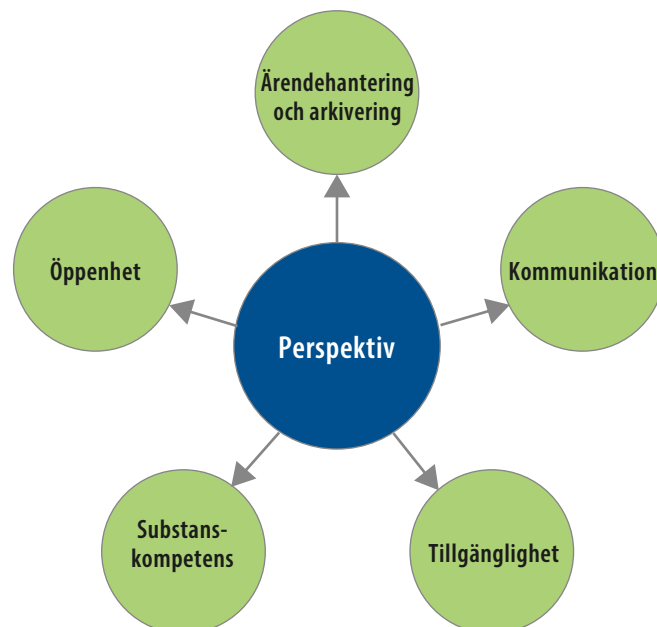 Ärendehantering
och arkivering
Öppenhet
Kommunikation
Perspektiv
Substans-
kompetens
Tillgänglighet